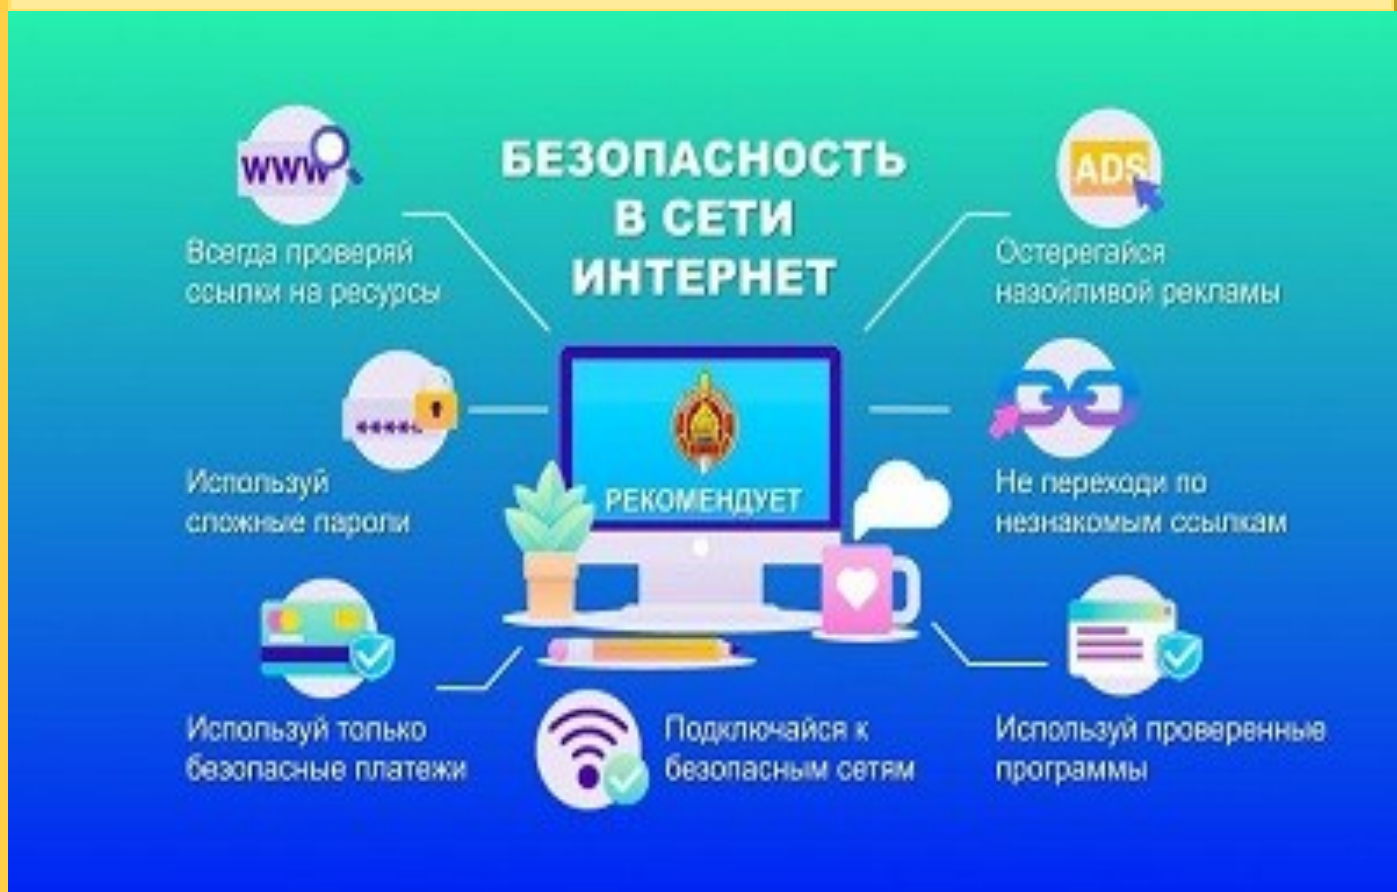 БЕЗОПАСНОСТЬ
В СЕТИ
ИНТЕРНЕТ
WWW
Всегда проверяй
ссылки на ресурсы
ADS
Остерегайся
назойливой рекламы
*****
Используй
сложные пароли
РЕКОМЕНДУЕТ
Не переходи по
незнакомым ссылкам
Используй только
безопасные платежи
Подключайся к
безопасным сетям
Используй проверенные
программы